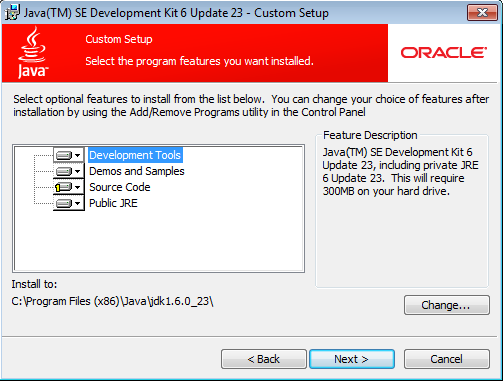 Java(TM) SE Development Kit 6 Update 23 - Custom Setup
Java
Custom Setup
Select the program features you want installed.
ORACLE
Select optional features to install from the list below. You can change your choice of features after
installation by using the Add/Remove Programs utility in the Control Panel
Development Tools
Demos and Samples
Source Code
Public JRE
Feature Description
Java(TM) SE Development Kit 6
Update 23, including private JRE
6 Update 23. This will require
300MB on your hard drive.
Install to:
C:\Program Files (x86)\Java\jdk1.6.0_23\
Change...
< Back
Next >
Cancel